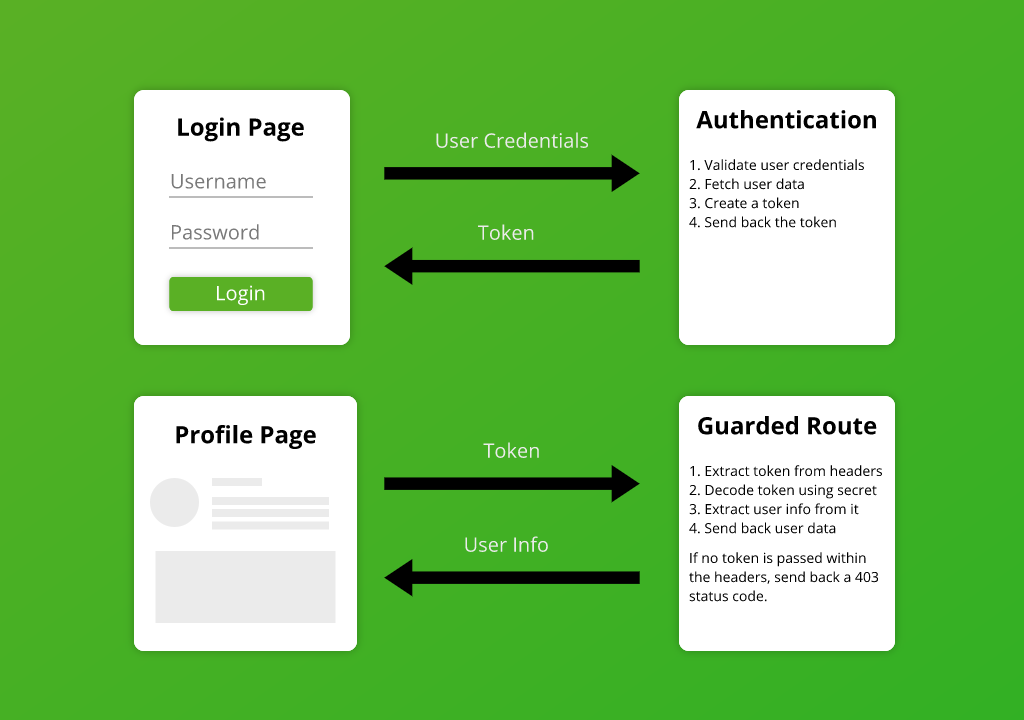 Login Page
Username
Password
Login
User Credentials
Token
Authentication
1. Validate user credentials
2. Fetch user data
3. Create a token
4. Send back the token
Profile Page
Token
User Info
Guarded Route
1. Extract token from headers
2. Decode token using secret
3. Extract user info from it
4. Send back user data
If no token is passed within
the headers, send back a 403
status code.